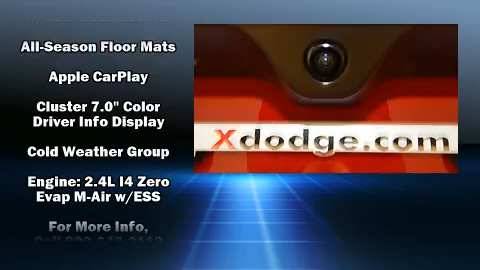 All-Season Floor Mats
Apple CarPlay
Cluster 7.0" Color
Driver Info Display
Cold Weather Group
Engine: 2.4L I4 Zero
Evap M-Air w/ESS
For More Info,
Xdodge.com